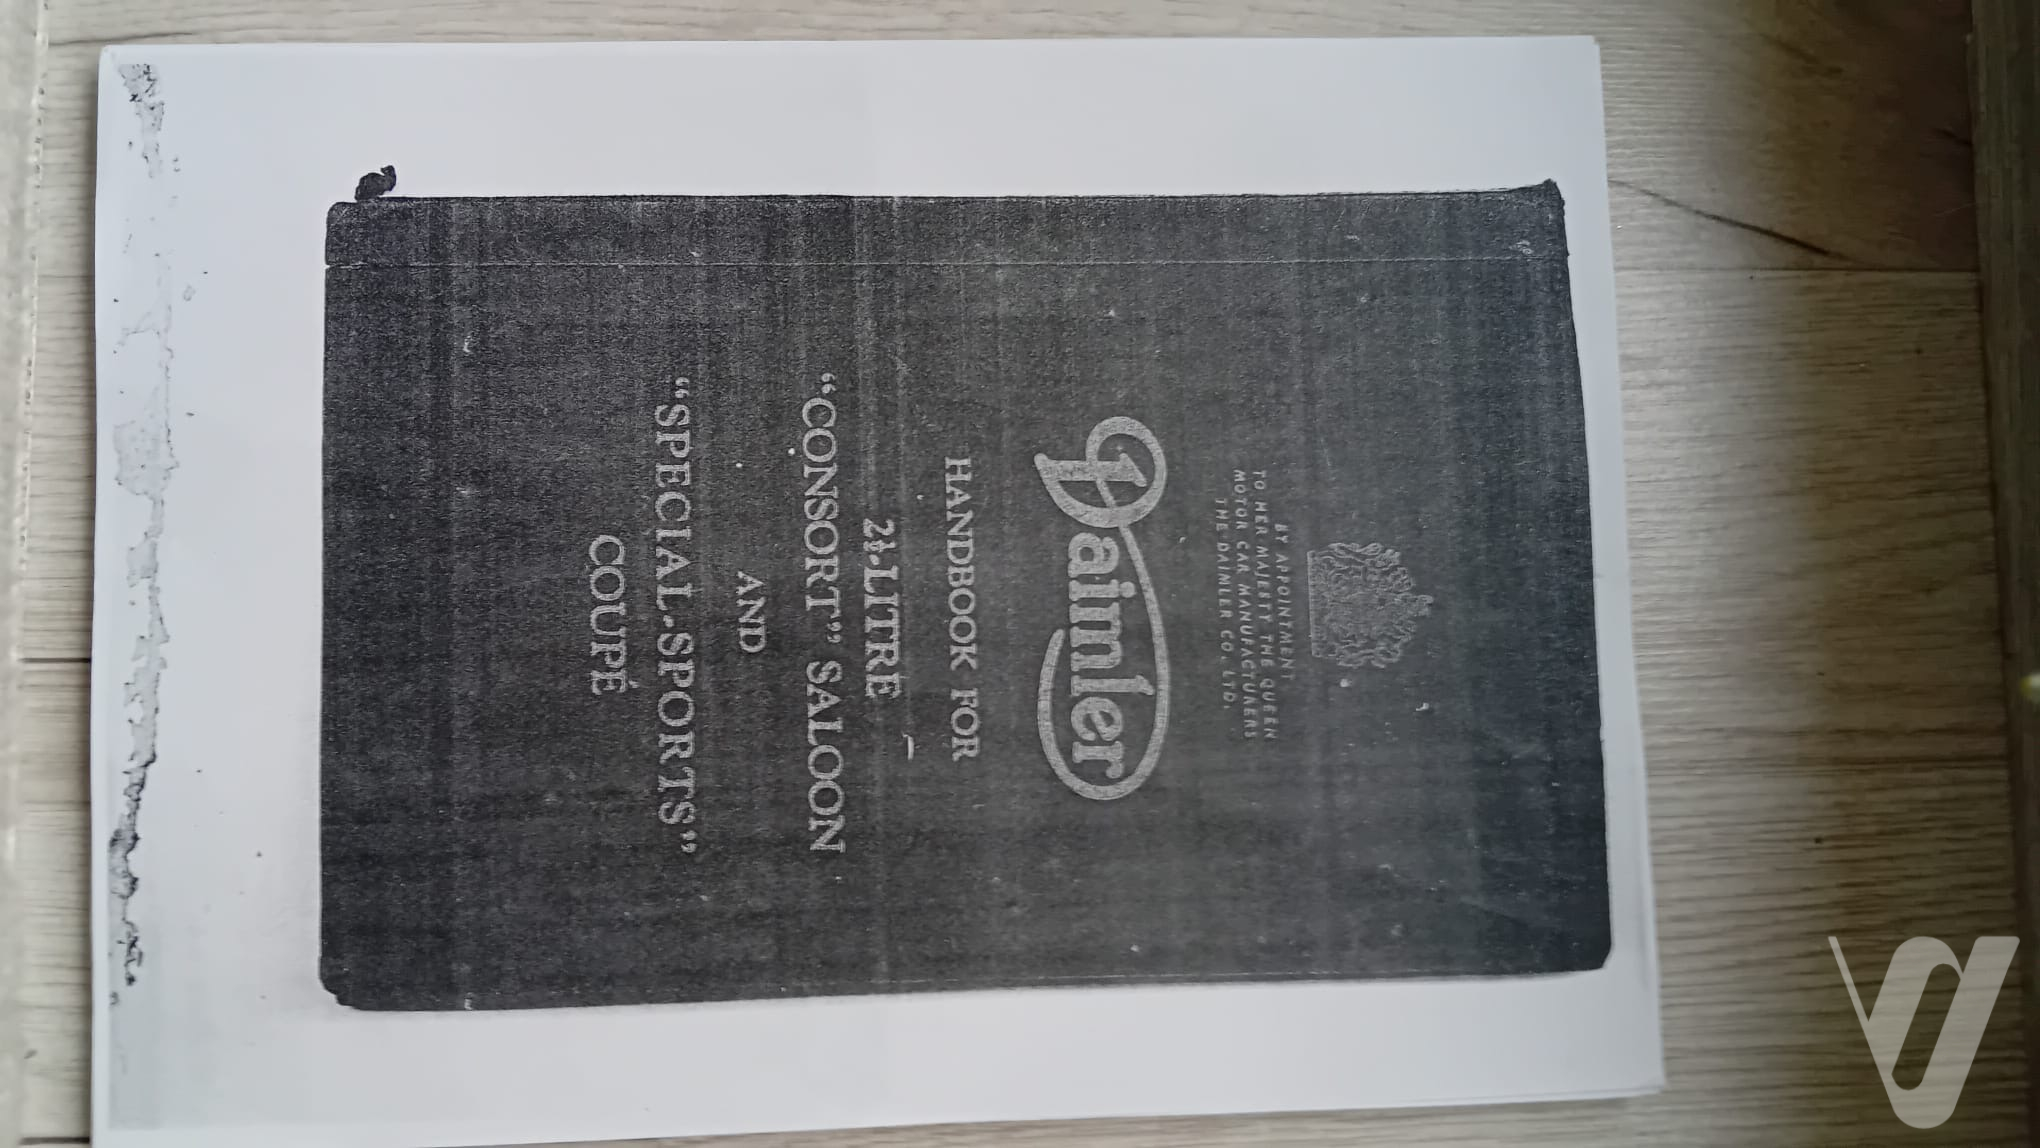 BY APPOINTMENT
TO HER MAJESTY THE QUEEN
MOTOR CAR MANUFACTURERS
THE DAIMLER CO. LTD.
Daimler
HANDBOOK FOR
2½-LITRE
“CONSORT” SALOON
AND
“SPECIAL-SPORTS”
COUPÉ